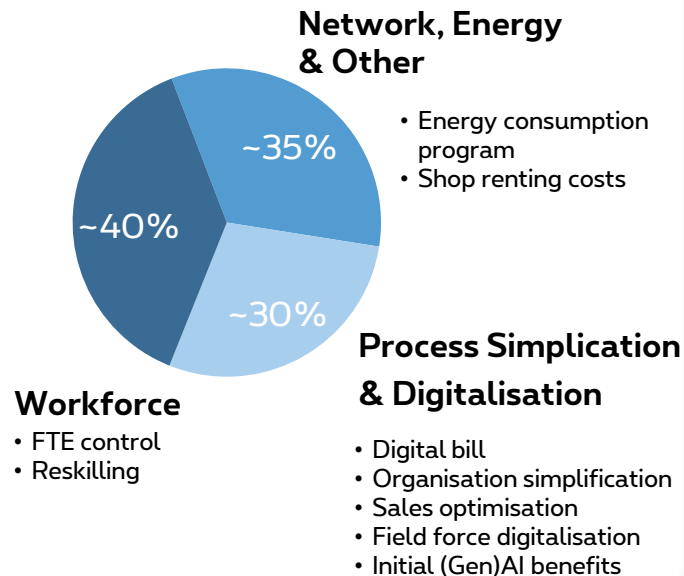 Network, Energy
& Other
• Energy consumption
program
• Shop renting costs
~35%
~40%
~30%
Process Simplication
& Digitalisation
• Digital bill
• Organisation simplification
• Sales optimisation
• Field force digitalisation
• Initial (Gen)AI benefits
Workforce
• FTE control
• Reskilling